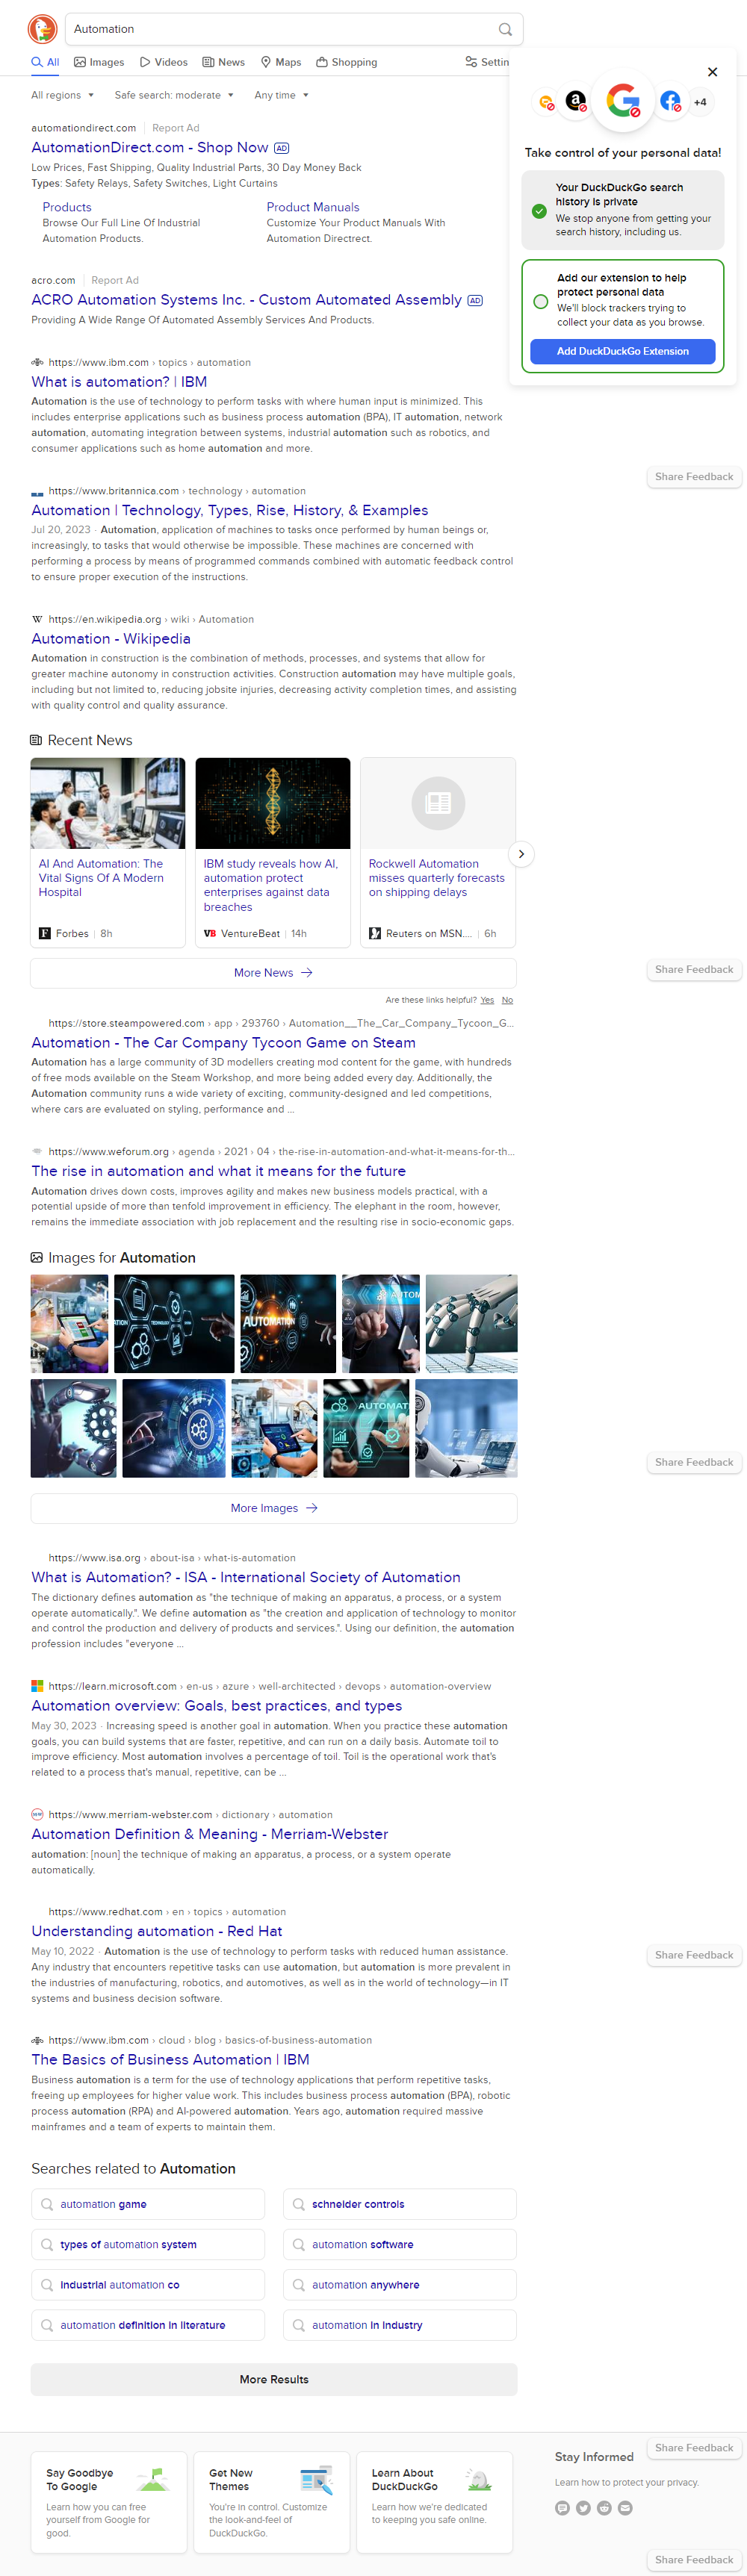 Automation
All
Images
Videos
News
Maps
Shopping
Settin
All regions
Safe search: moderate
Any time
+4
Take control of your personal data!
Your DuckDuckGo search
history is private
We stop anyone from getting your
search history, including us.
Add our extension to help
protect personal data
We'll block trackers trying to
collect your data as you browse.
Add DuckDuckGo Extension
automationdirect.com
Report Ad
AutomationDirect.com - Shop Now AD
Low Prices, Fast Shipping, Quality Industrial Parts, 30 Day Money Back
Types: Safety Relays, Safety Switches, Light Curtains
Products
Browse Our Full Line Of Industrial
Automation Products.
Product Manuals
Customize Your Product Manuals With
Automation Directrect.
acro.com
Report Ad
ACRO Automation Systems Inc. - Custom Automated Assembly AD
Providing A Wide Range Of Automated Assembly Services And Products.
https://www.ibm.com › topics › automation
What is automation? | IBM
Automation is the use of technology to perform tasks with where human input is minimized. This
includes enterprise applications such as business process automation (BPA), IT automation, network
automation, automating integration between systems, industrial automation such as robotics, and
consumer applications such as home automation and more.
Share Feedback
https://www.britannica.com › technology › automation
Automation | Technology, Types, Rise, History, & Examples
Jul 20, 2023 · Automation, application of machines to tasks once performed by human beings or,
increasingly, to tasks that would otherwise be impossible. These machines are concerned with
performing a process by means of programmed commands combined with automatic feedback control
to ensure proper execution of the instructions.
W https://en.wikipedia.org › wiki › Automation
Automation - Wikipedia
Automation in construction is the combination of methods, processes, and systems that allow for
greater machine autonomy in construction activities. Construction automation may have multiple goals,
including but not limited to, reducing jobsite injuries, decreasing activity completion times, and assisting
with quality control and quality assurance.
Recent News
AI And Automation: The
Vital Signs Of A Modern
Hospital
F Forbes | 8h
IBM study reveals how AI,
automation protect
enterprises against data
breaches
VB VentureBeat | 14h
Rockwell Automation
misses quarterly forecasts
on shipping delays
Reuters on MSN.... | 6h
More News →
Share Feedback
Are these links helpful? Yes No
https://store.steampowered.com › app › 293760 › Automation__The_Car_Company_Tycoon_G...
Automation - The Car Company Tycoon Game on Steam
Automation has a large community of 3D modellers creating mod content for the game, with hundreds
of free mods available on the Steam Workshop, and more being added every day. Additionally, the
Automation community runs a wide variety of exciting, community-designed and led competitions,
where cars are evaluated on styling, performance and ...
https://www.weforum.org › agenda › 2021 › 04 › the-rise-in-automation-and-what-it-means-for-th...
The rise in automation and what it means for the future
Automation drives down costs, improves agility and makes new business models practical, with a
potential upside of more than tenfold improvement in efficiency. The elephant in the room, however,
remains the immediate association with job replacement and the resulting rise in socio-economic gaps.
Images for Automation
AUTOMATION
AUTOM
AUTOMAT
Share Feedback
More Images →
https://www.isa.org › about-isa › what-is-automation
What is Automation? - ISA - International Society of Automation
The dictionary defines automation as "the technique of making an apparatus, a process, or a system
operate automatically.". We define automation as "the creation and application of technology to monitor
and control the production and delivery of products and services.". Using our definition, the automation
profession includes "everyone ...
https://learn.microsoft.com › en-us › azure › well-architected › devops › automation-overview
Automation overview: Goals, best practices, and types
May 30, 2023 · Increasing speed is another goal in automation. When you practice these automation
goals, you can build systems that are faster, repetitive, and can run on a daily basis. Automate toil to
improve efficiency. Most automation involves a percentage of toil. Toil is the operational work that's
related to a process that's manual, repetitive, can be ...
https://www.merriam-webster.com › dictionary › automation
Automation Definition & Meaning - Merriam-Webster
automation: [noun] the technique of making an apparatus, a process, or a system operate
automatically.
https://www.redhat.com › en › topics › automation
Understanding automation - Red Hat
May 10, 2022 · Automation is the use of technology to perform tasks with reduced human assistance.
Any industry that encounters repetitive tasks can use automation, but automation is more prevalent in
the industries of manufacturing, robotics, and automotives, as well as in the world of technology—in IT
systems and business decision software.
Share Feedback
https://www.ibm.com › cloud › blog › basics-of-business-automation
The Basics of Business Automation | IBM
Business automation is a term for the use of technology applications that perform repetitive tasks,
freeing up employees for higher value work. This includes business process automation (BPA), robotic
process automation (RPA) and AI-powered automation. Years ago, automation required massive
mainframes and a team of experts to maintain them.
Searches related to Automation
automation game
schneider controls
types of automation system
automation software
industrial automation co
automation anywhere
automation definition in literature
automation in industry
More Results
Say Goodbye
To Google
Learn how you can free
yourself from Google for
good.
Get New
Themes
You're in control. Customize
the look-and-feel of
DuckDuckGo.
Learn About
DuckDuckGo
Learn how we're dedicated
to keeping you safe online.
Stay Informed
Share Feedback
Learn how to protect your privacy.
Share Feedback